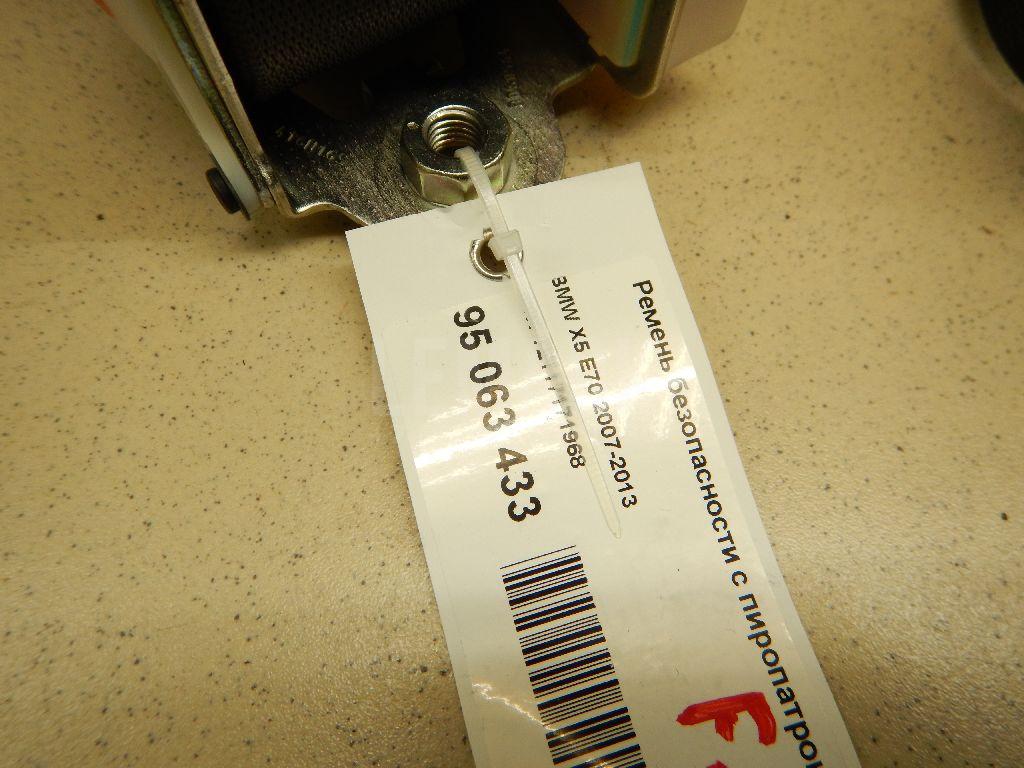 Ремень безопасности с пиропатрон
BMW X5 E70 2007-2013
95 063 433
F